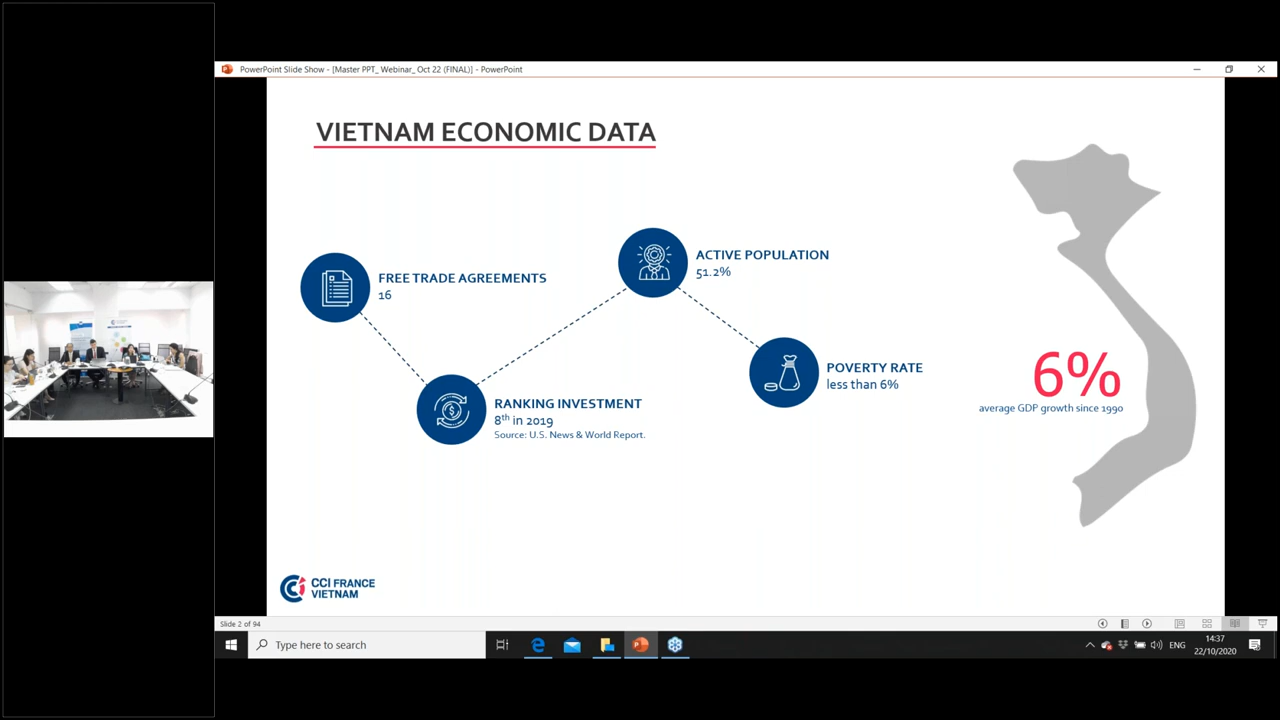 PowerPoint Slide Show - [Master PPT_ Webinar_ Oct 22 (FINAL)] - PowerPoint
VIETNAM ECONOMIC DATA
FREE TRADE AGREEMENTS
16
RANKING INVESTMENT
8th in 2019
Source: U.S. News & World Report.
ACTIVE POPULATION
51.2%
POVERTY RATE
less than 6%
6%
average GDP growth since 1990
CCI FRANCE
VIETNAM
Slide 2 of 94
Type here to search
ENG
14:37
22/10/2020